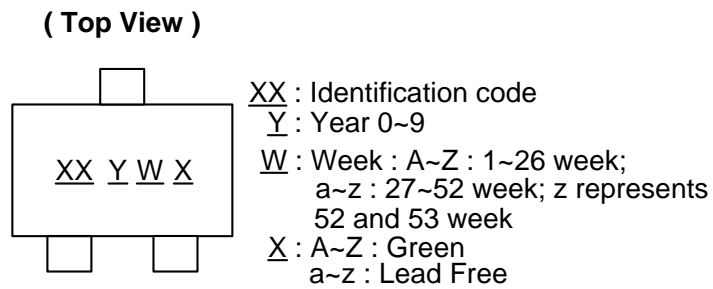 ( Top View )
XX Y W X
XX : Identification code
Y : Year 0~9
W : Week : A~Z : 1~26 week;
a~z : 27~52 week; z represents
52 and 53 week
X : A~Z : Green
a~z : Lead Free